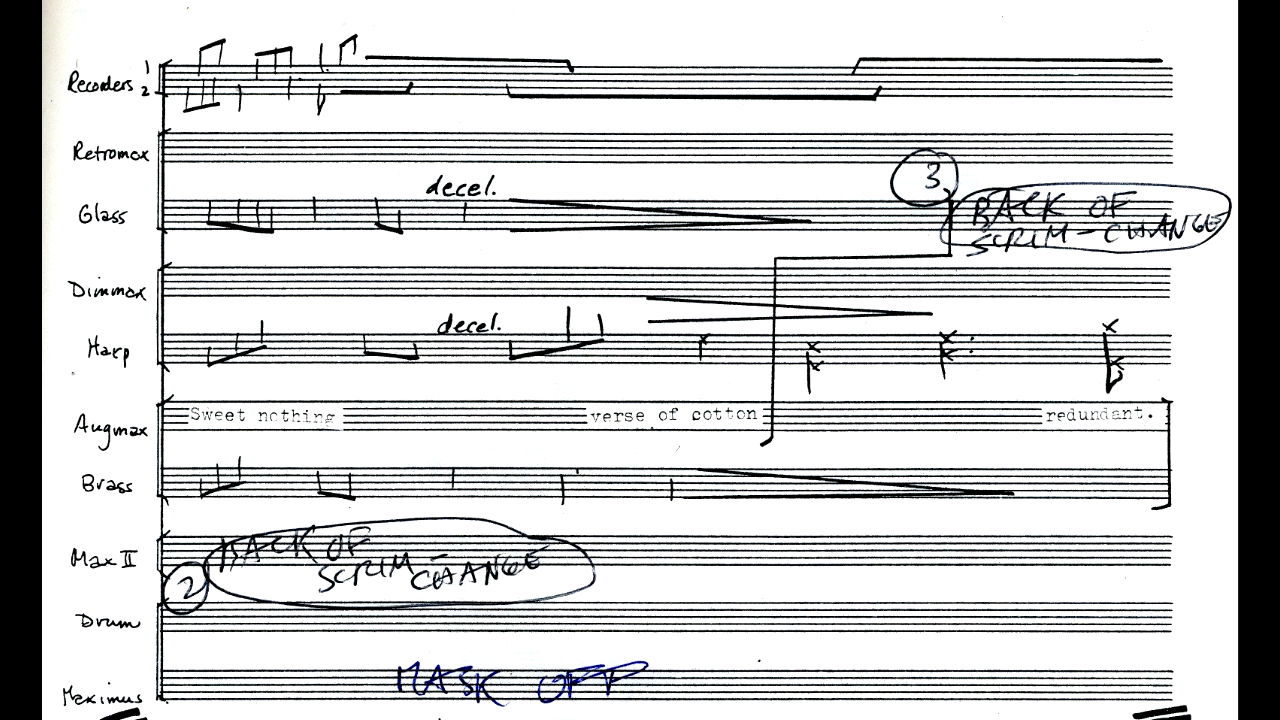 Recorders 1
2
Retromax
3
decel.
Glass
BACK OF
SCRIM-CHANGE
Dimmax
decel.
Harp
Sweet nothing verse of cotton redundant.
Augmax
Brass
BACK OF
SCRIM-CHANGE
Max II
2
Drum
MASK OFF
Maximus